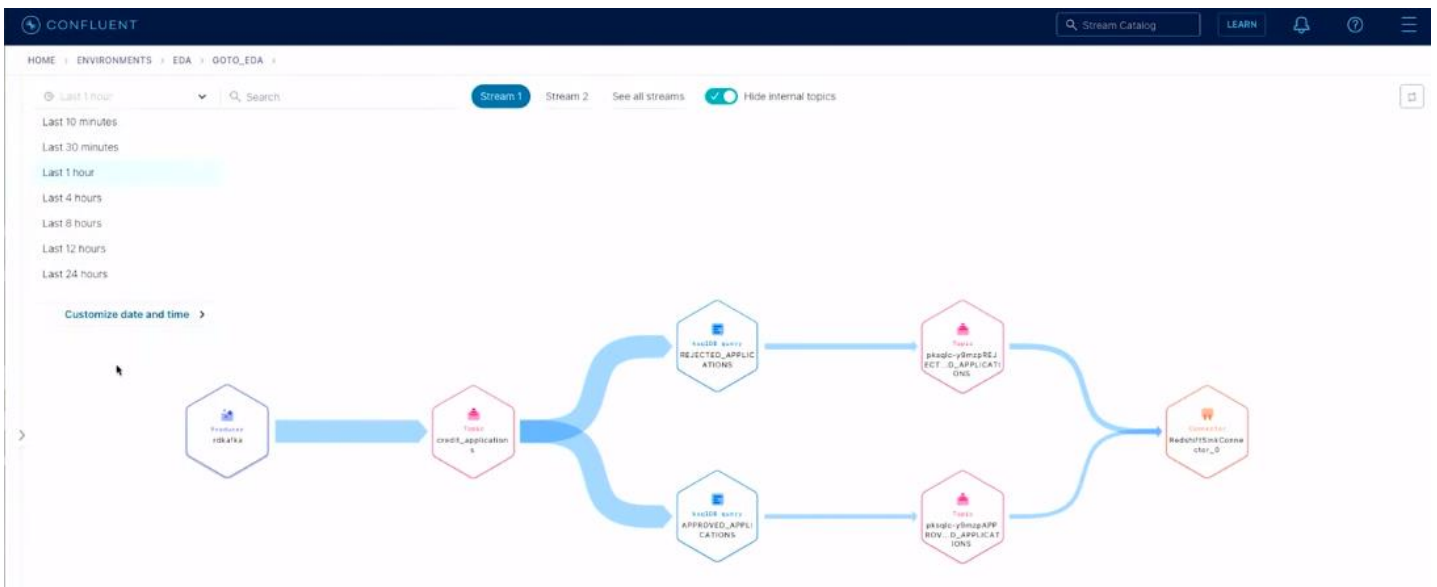 CONFLUENT
Stream Catalog
LEARN
HOME > ENVIRONMENTS > EDA > GOTO_EDA >
Last 1 hour
Search
Stream 1
Stream 2
See all streams
Hide internal topics
Last 10 minutes
Last 30 minutes
Last 1 hour
Last 4 hours
Last 8 hours
Last 12 hours
Last 24 hours
Customize date and time >
Producer
rdkafka
Topic
credit_application
s
ksqlDB query
REJECTED_APPLIC
ATIONS
Topic
pksqlc-y9mzpREJ
ECT...D_APPLICATI
ONS
ksqlDB query
APPROVED_APPLI
CATIONS
Topic
pksqlc-y9mzpAPP
ROV...D_APPLICAT
IONS
Connector
RedshiftSinkConne
ctor_0